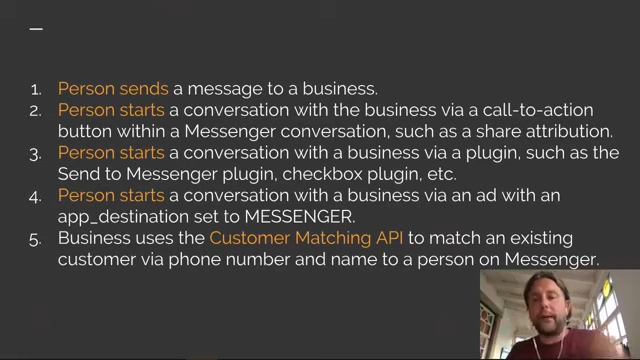 1. Person sends a message to a business.
2. Person starts a conversation with the business via a call-to-action
button within a Messenger conversation, such as a share attribution.
3. Person starts a conversation with a business via a plugin, such as the
Send to Messenger plugin, checkbox plugin, etc.
4. Person starts a conversation with a business via an ad with an
app_destination set to MESSENGER.
5. Business uses the Customer Matching API to match an existing
customer via phone number and name to a person on Messenger.